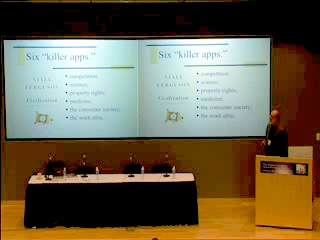 Six “killer apps.”
NIALL
FERGUSON
Civilization
• competition;
• science;
• property rights;
• medicine;
• the consumer society;
• the work ethic.
Six “killer apps.”
NIALL
FERGUSON
Civilization
• competition;
• science;
• property rights;
• medicine;
• the consumer society;
• the work ethic.